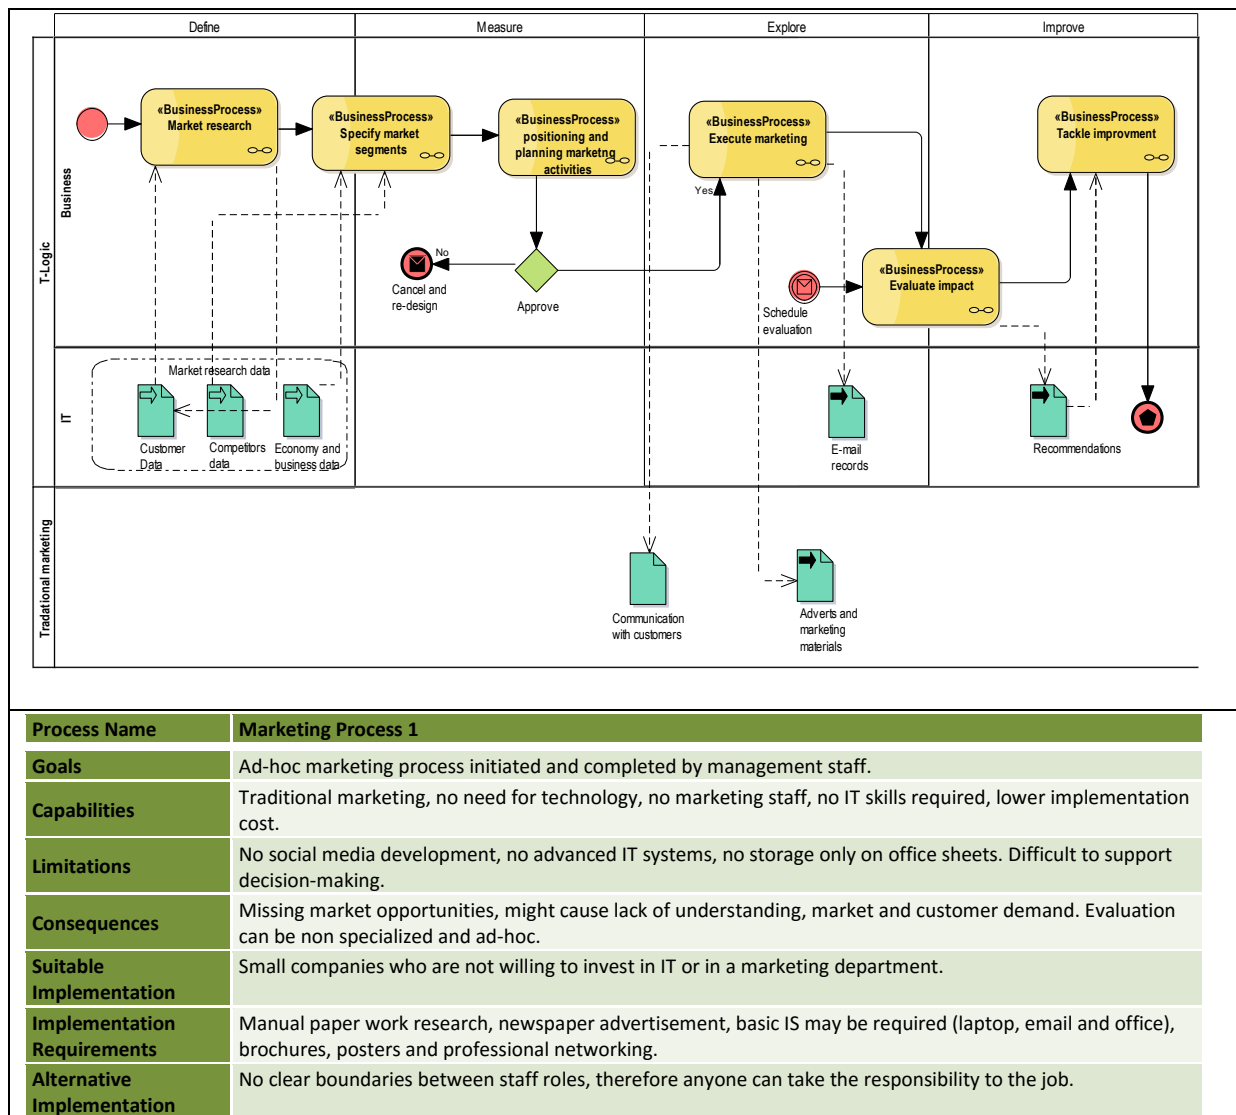 Define
Measure
Explore
Improve
T-Logic
Business
«BusinessProcess»
Market research
«BusinessProcess»
Specify market
segments
«BusinessProcess»
positioning and
planning marketng
activities
«BusinessProcess»
Execute marketing
«BusinessProcess»
Tackle improvment
Yes
No
Cancel and
re-design
Approve
Schedule
evaluation
«BusinessProcess»
Evaluate impact
IT
Market research data
Customer
Data
Competitors
data
Economy and
business data
E-mail
records
Recommendations
Tradational marketing
Communication
with customers
Adverts and
marketing
materials
Process Name
Marketing Process 1
Goals
Ad-hoc marketing process initiated and completed by management staff.
Capabilities
Traditional marketing, no need for technology, no marketing staff, no IT skills required, lower implementation
cost.
Limitations
No social media development, no advanced IT systems, no storage only on office sheets. Difficult to support
decision-making.
Consequences
Missing market opportunities, might cause lack of understanding, market and customer demand. Evaluation
can be non specialized and ad-hoc.
Suitable
Implementation
Small companies who are not willing to invest in IT or in a marketing department.
Implementation
Requirements
Manual paper work research, newspaper advertisement, basic IS may be required (laptop, email and office),
brochures, posters and professional networking.
Alternative
Implementation
No clear boundaries between staff roles, therefore anyone can take the responsibility to the job.